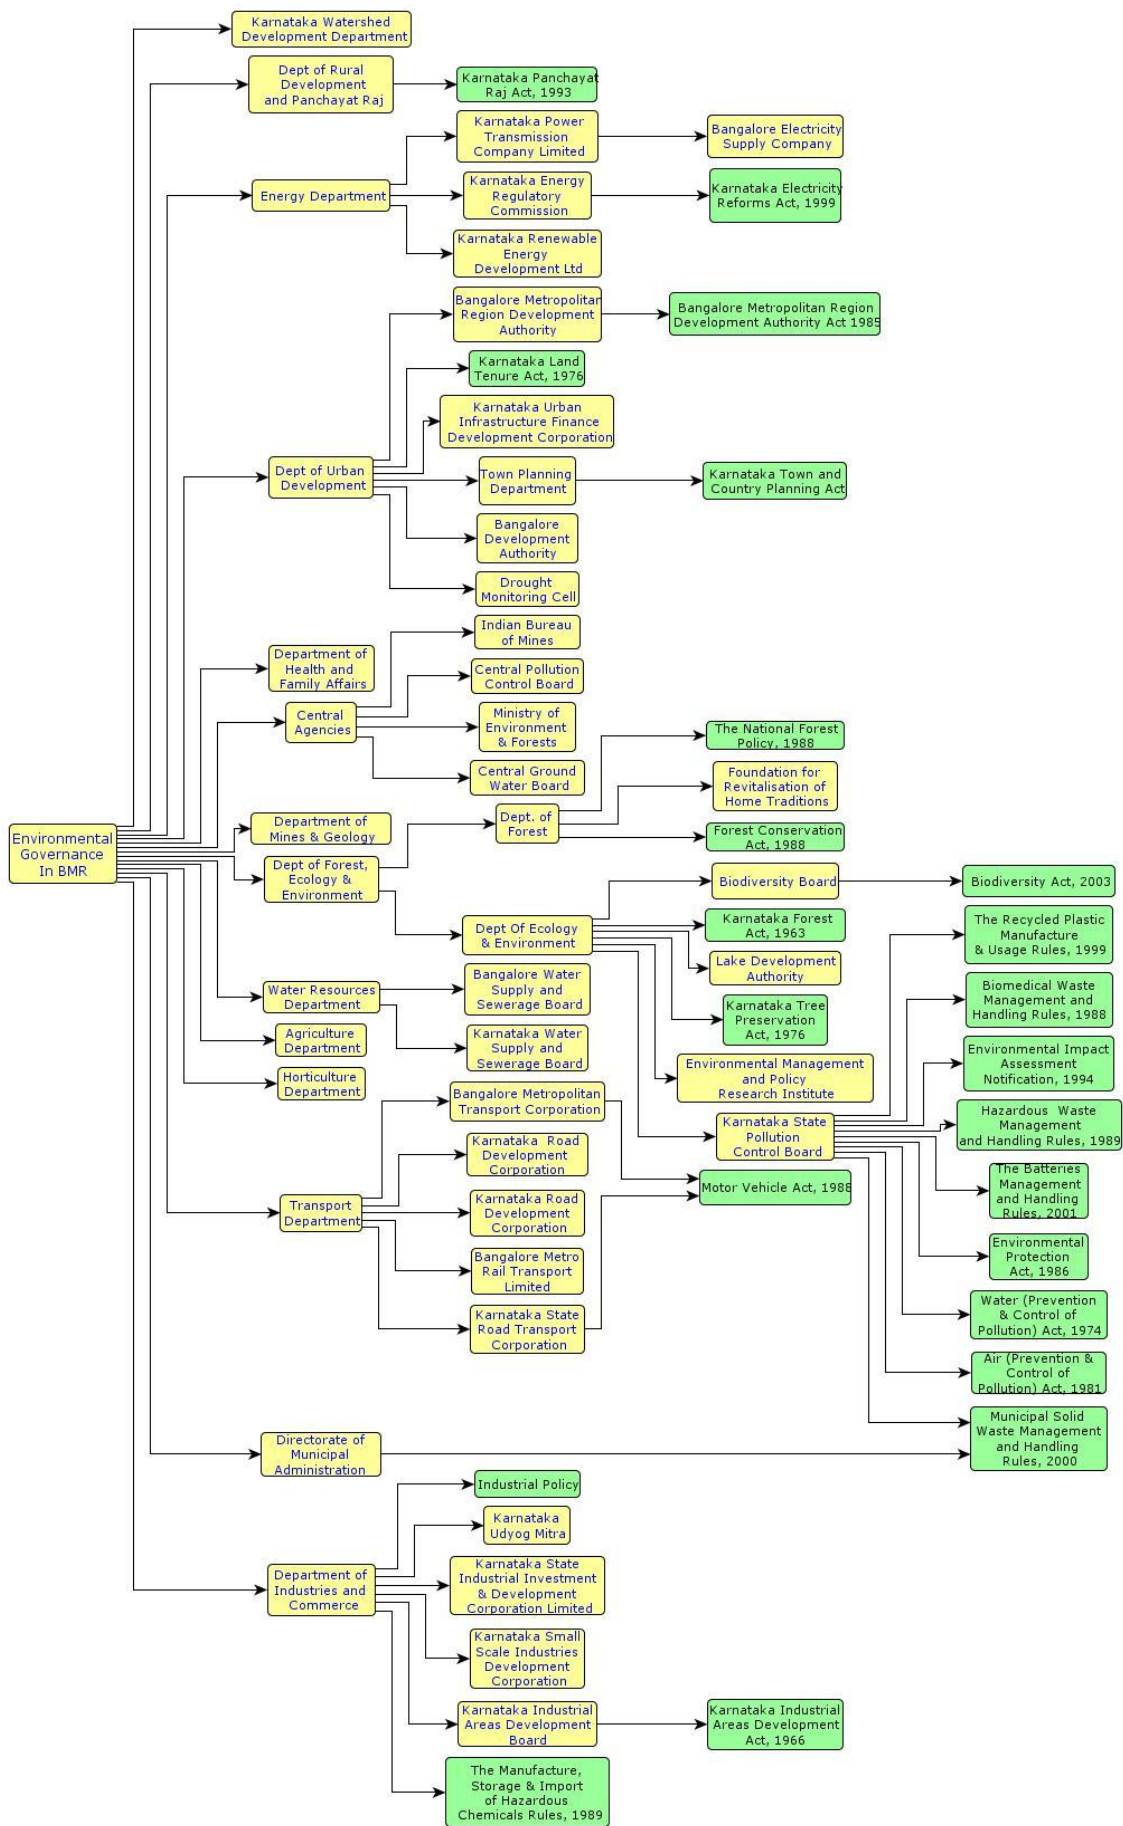 Karnataka Watershed
Development Department
Dept of Rural
Development
and Panchayat Raj
Karnataka Panchayat
Raj Act, 1993
Karnataka Power
Transmission
Company Limited
Bangalore Electricity
Supply Company
Energy Department
Karnataka Energy
Regulatory
Commission
Karnataka Electricity
Reforms Act, 1999
Karnataka Renewable
Energy
Development Ltd
Bangalore Metropolitan
Region Development
Authority
Bangalore Metropolitan Region
Development Authority Act 1985
Karnataka Land
Tenure Act, 1976
Karnataka Urban
Infrastructure Finance
Development Corporation
Dept of Urban
Development
Town Planning
Department
Karnataka Town and
Country Planning Act
Bangalore
Development
Authority
Drought
Monitoring Cell
Indian Bureau
of Mines
Department of
Health and
Family Affairs
Central Pollution
Control Board
Central
Agencies
Ministry of
Environment
& Forests
Central Ground
Water Board
The National Forest
Policy, 1988
Foundation for
Revitalisation of
Home Traditions
Dept. of
Forest
Forest Conservation
Act, 1988
Environmental
Governance
In BMR
Department of
Mines & Geology
Dept of Forest,
Ecology &
Environment
Biodiversity Board
Biodiversity Act, 2003
Dept Of Ecology
& Environment
Karnataka Forest
Act, 1963
The Recycled Plastic
Manufacture
& Usage Rules, 1999
Lake Development
Authority
Water Resources
Department
Bangalore Water
Supply and
Sewerage Board
Biomedical Waste
Management and
Handling Rules, 1988
Karnataka Tree
Preservation
Act, 1976
Agriculture
Department
Karnataka Water
Supply and
Sewerage Board
Environmental Impact
Assessment
Notification, 1994
Horticulture
Department
Environmental Management
and Policy
Research Institute
Bangalore Metropolitan
Transport Corporation
Karnataka State
Pollution
Control Board
Hazardous Waste
Management
and Handling Rules, 1989
Karnataka Road
Development
Corporation
Motor Vehicle Act, 1988
The Batteries
Management
and Handling
Rules, 2001
Transport
Department
Karnataka Road
Development
Corporation
Environmental
Protection
Act, 1986
Bangalore Metro
Rail Transport
Limited
Water (Prevention
& Control of
Pollution) Act, 1974
Karnataka State
Road Transport
Corporation
Air (Prevention &
Control of
Pollution) Act, 1981
Directorate of
Municipal
Administration
Municipal Solid
Waste Management
and Handling
Rules, 2000
Industrial Policy
Karnataka
Udyog Mitra
Department of
Industries and
Commerce
Karnataka State
Industrial Investment
& Development
Corporation Limited
Karnataka Small
Scale Industries
Development
Corporation
Karnataka Industrial
Areas Development
Board
Karnataka Industrial
Areas Development
Act, 1966
The Manufacture,
Storage & Import
of Hazardous
Chemicals Rules, 1989